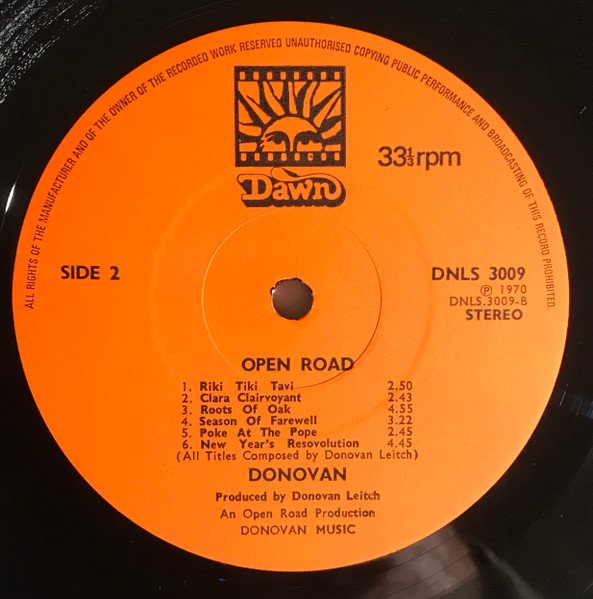 ALL RIGHTS OF THE MANUFACTURER AND OF THE OWNER OF THE RECORDED WORK RESERVED UNAUTHORISED COPYING PUBLIC PERFORMANCE AND BROADCASTING OF THIS RECORD PROHIBITED.
Dawn
33⅓rpm
SIDE 2
DNLS 3009
Ⓟ 1970
DNLS.3009-B
STEREO
OPEN ROAD
1. Riki Tiki Tavi 2.50
2. Clara Clairvoyant 2.43
3. Roots Of Oak 4.55
4. Season Of Farewell 3.22
5. Poke At The Pope 2.45
6. New Year's Resovolution 4.45
(All Titles Composed by Donovan Leitch)
DONOVAN
Produced by Donovan Leitch
An Open Road Production
DONOVAN MUSIC